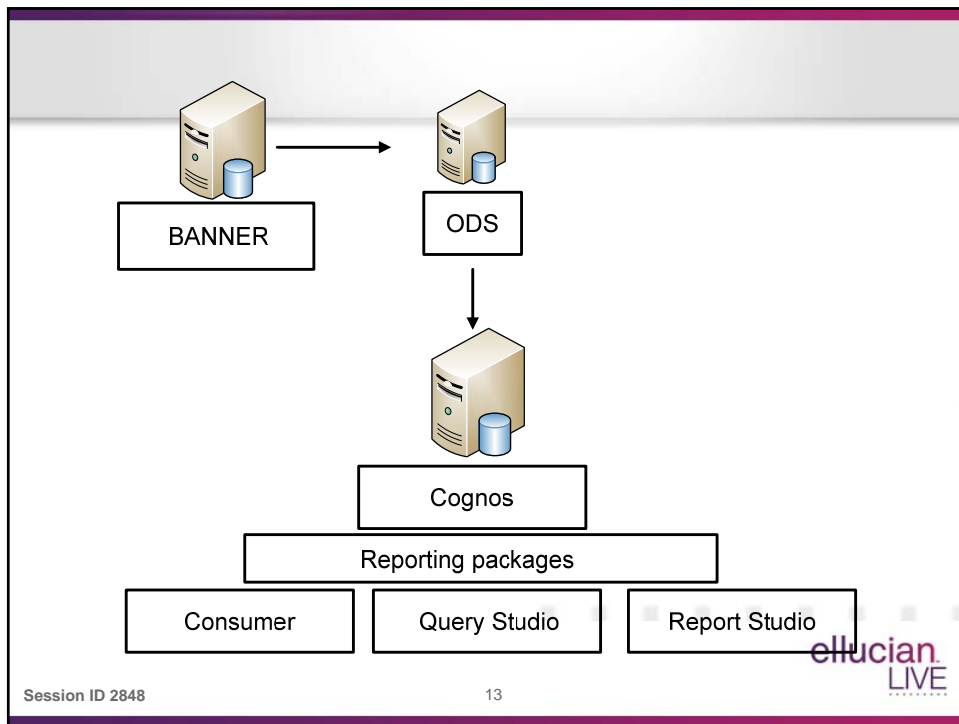 BANNER
ODS
Cognos
Reporting packages
Consumer
Query Studio
Report Studio
ellucian.
LIVE
Session ID 2848
13